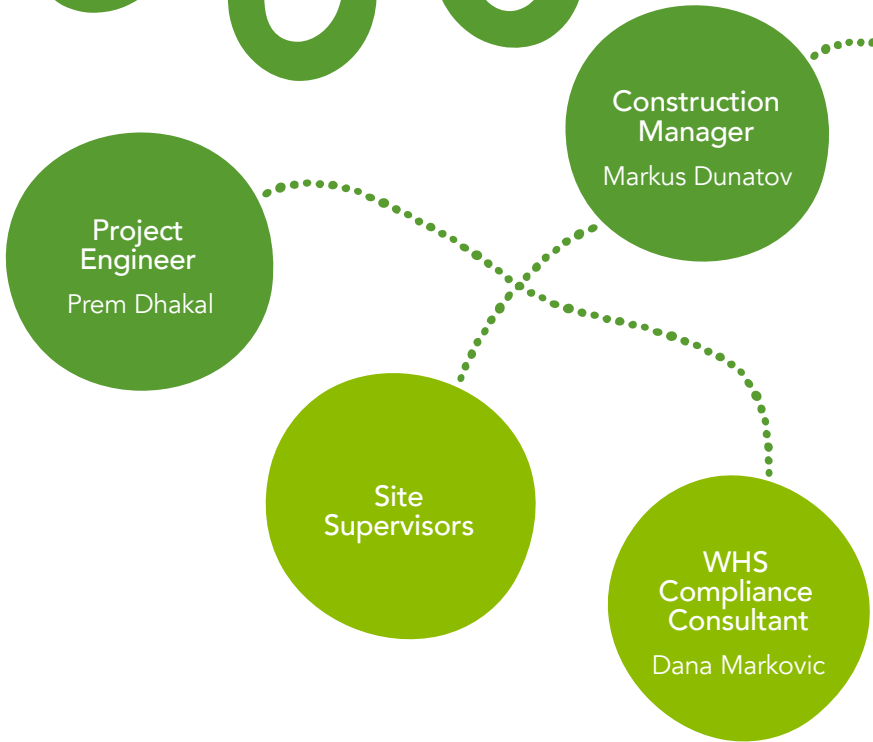 Construction
Manager
Markus Dunatov
Project
Engineer
Prem Dhakal
Site
Supervisors
WHS
Compliance
Consultant
Dana Markovic